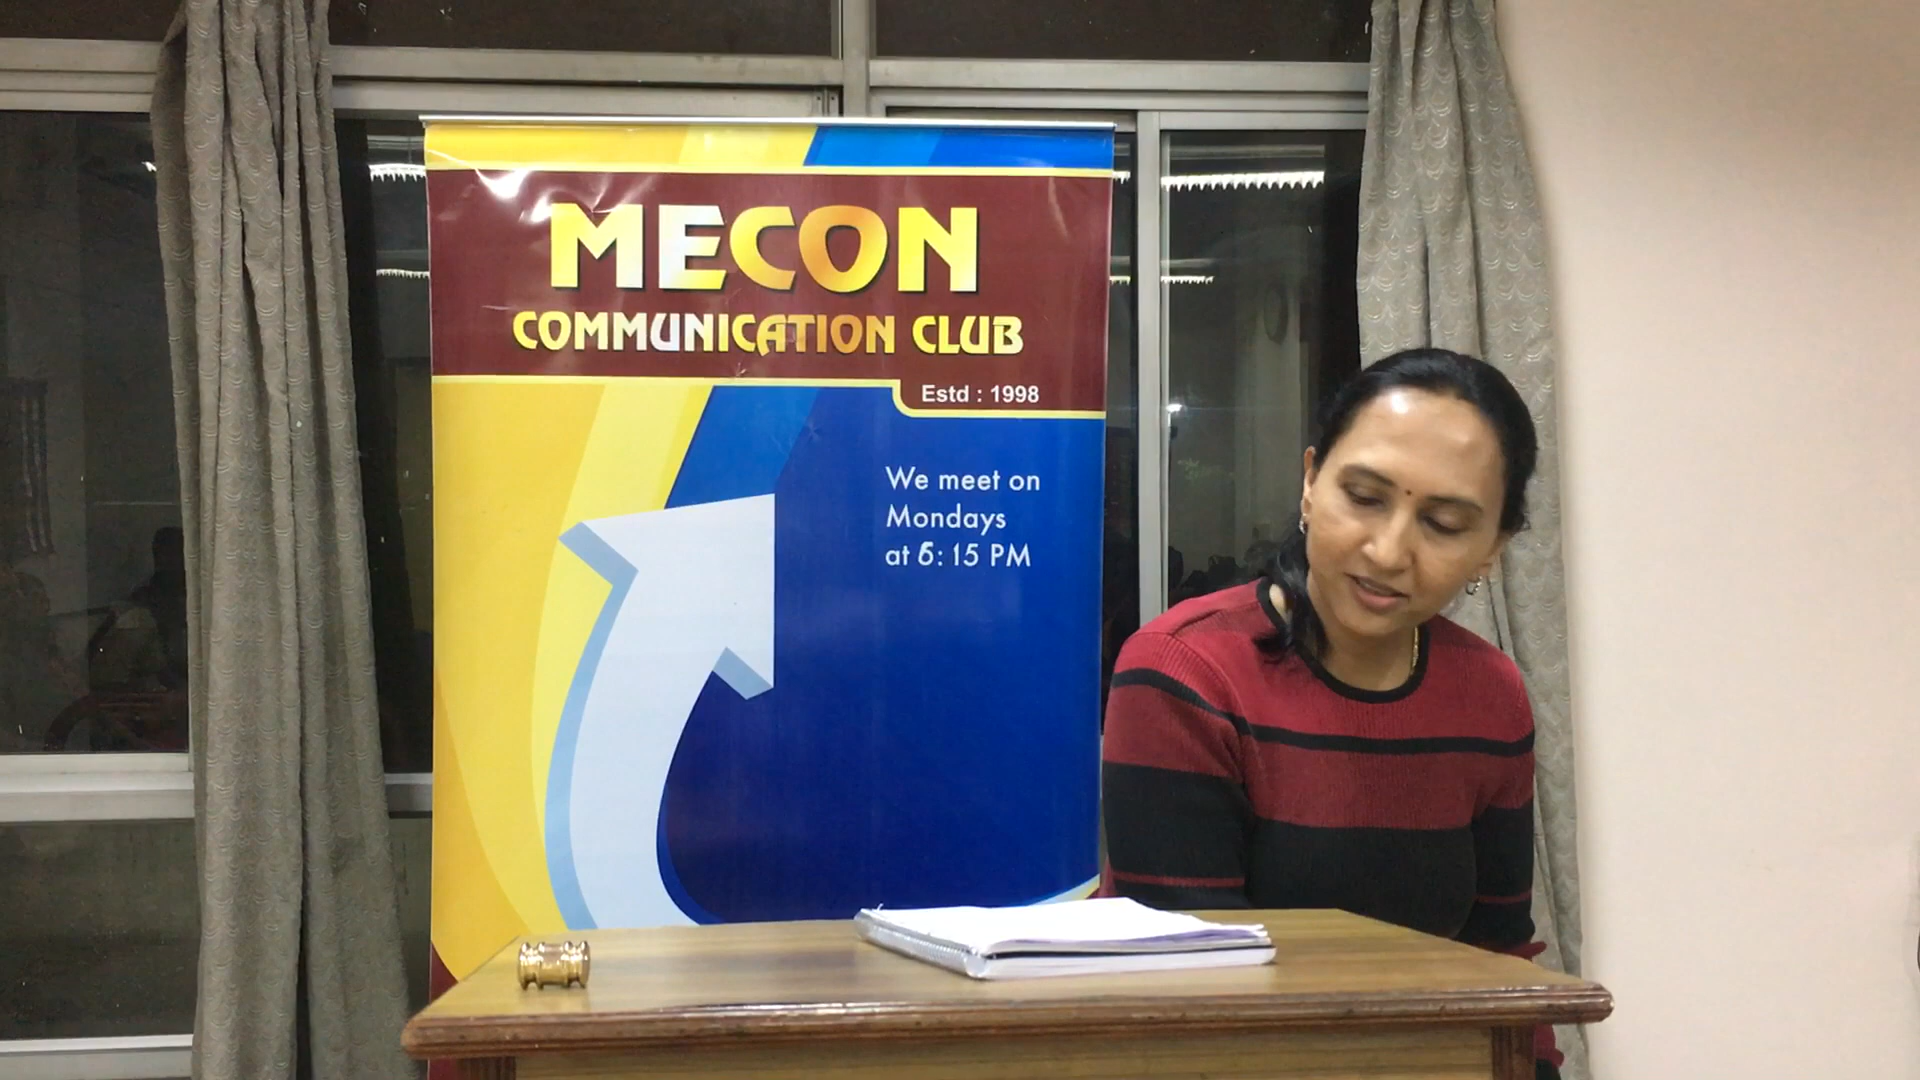 MECON
COMMUNICATION CLUB
Estd : 1998
We meet on
Mondays
at 6: 15 PM